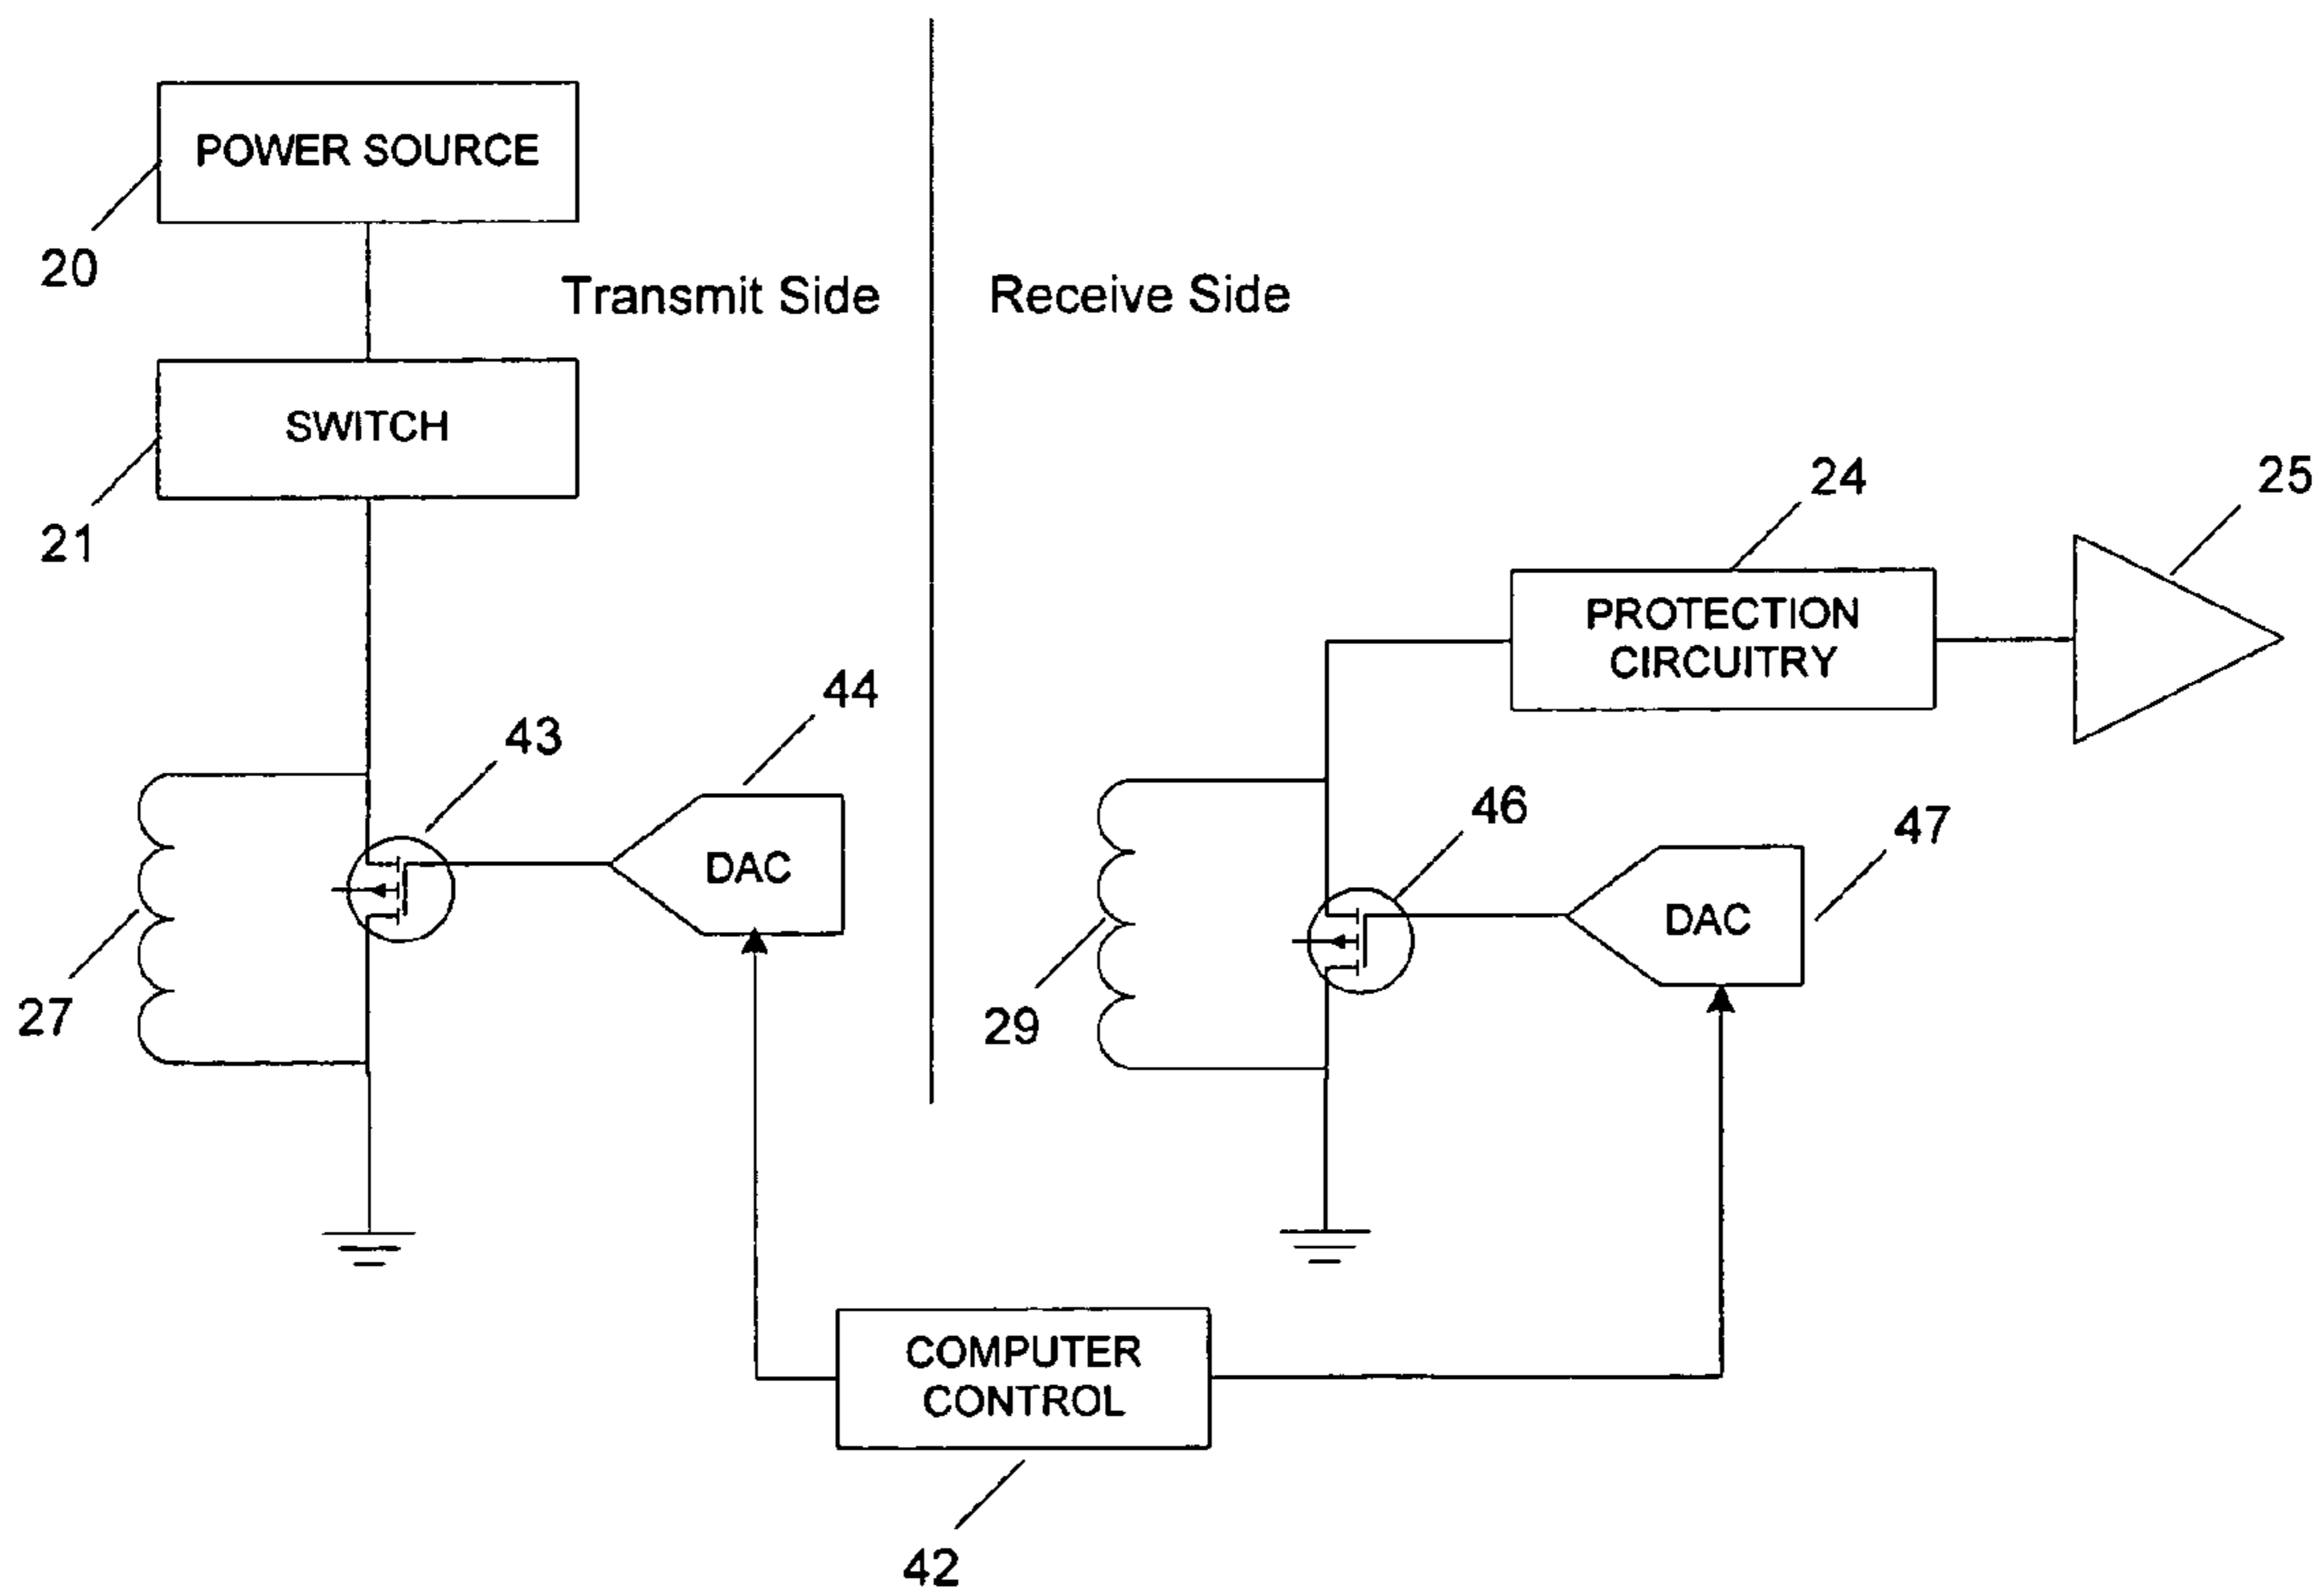 POWER SOURCE
20
Transmit Side
Receive Side
SWITCH
21
24
25
PROTECTION
CIRCUITRY
44
43
DAC
46
47
DAC
27
29
COMPUTER
CONTROL
42